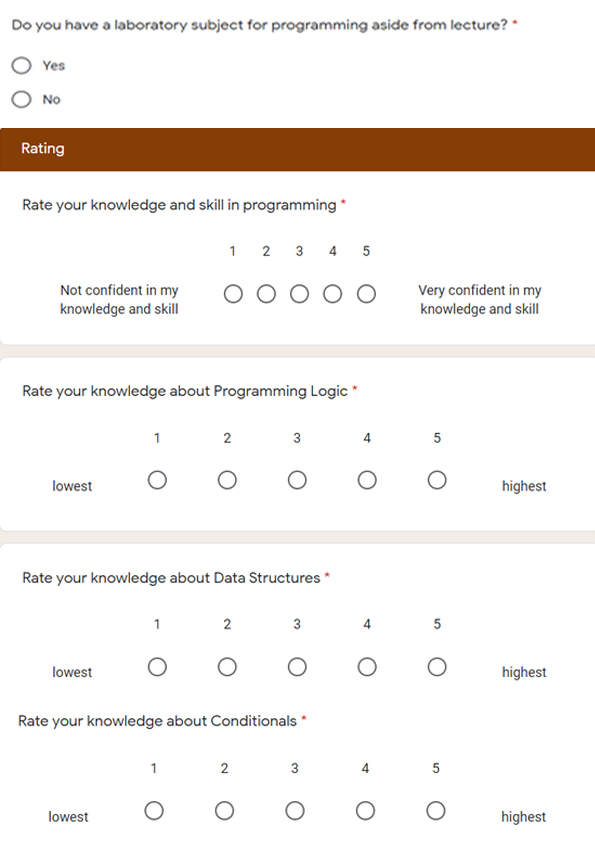 Do you have a laboratory subject for programming aside from lecture? *
Yes
No
Rating
Rate your knowledge and skill in programming *
1 2 3 4 5
Not confident in my
knowledge and skill
Very confident in my
knowledge and skill
Rate your knowledge about Programming Logic *
1 2 3 4 5
lowest highest
Rate your knowledge about Data Structures *
1 2 3 4 5
lowest highest
Rate your knowledge about Conditionals *
1 2 3 4 5
lowest highest